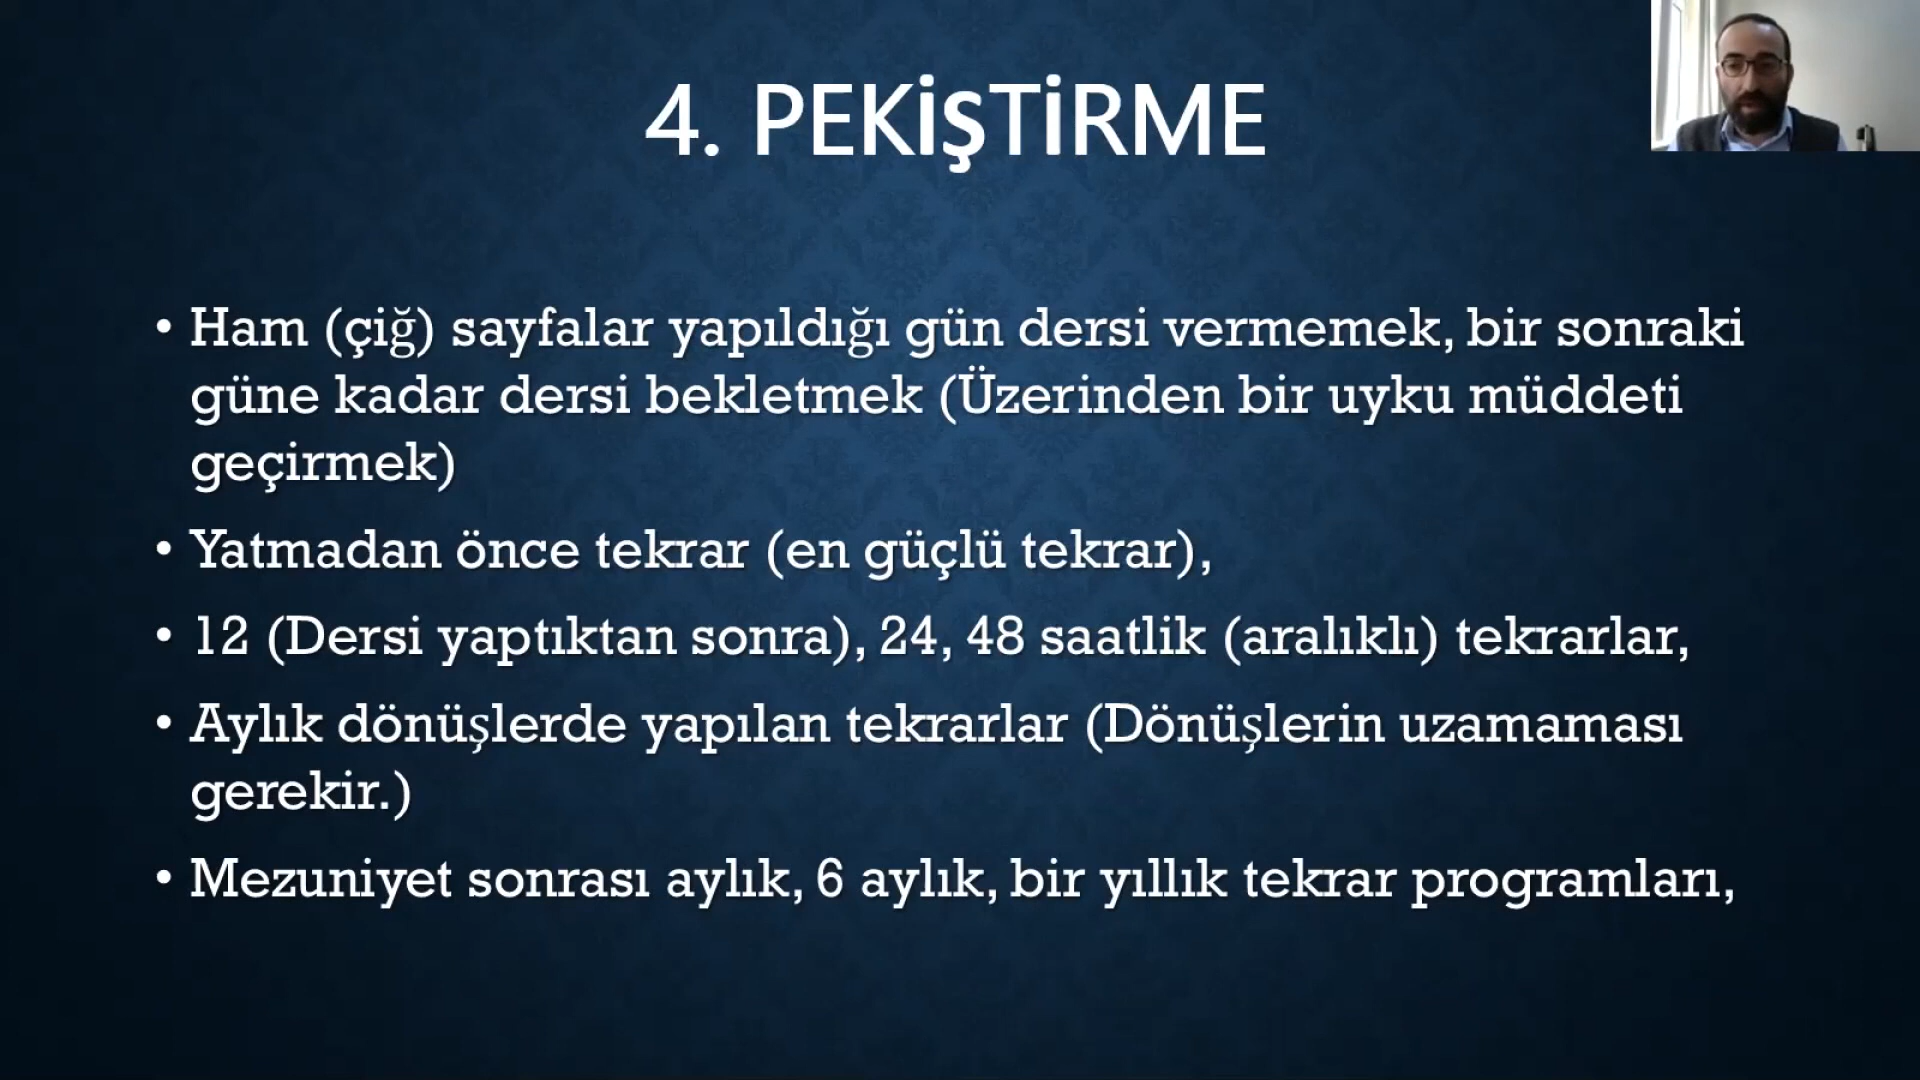 4. PEKİŞTİRME
• Ham (çiğ) sayfalar yapıldığı gün dersi vermemek, bir sonraki
güne kadar dersi bekletmek (Üzerinden bir uyku müddeti
geçirmek)
• Yatmadan önce tekrar (en güçlü tekrar),
• 12 (Dersi yaptıktan sonra), 24, 48 saatlik (aralıklı) tekrarlar,
• Aylık dönüşlerde yapılan tekrarlar (Dönüşlerin uzamaması
gerekir.)
• Mezuniyet sonrası aylık, 6 aylık, bir yıllık tekrar programları,